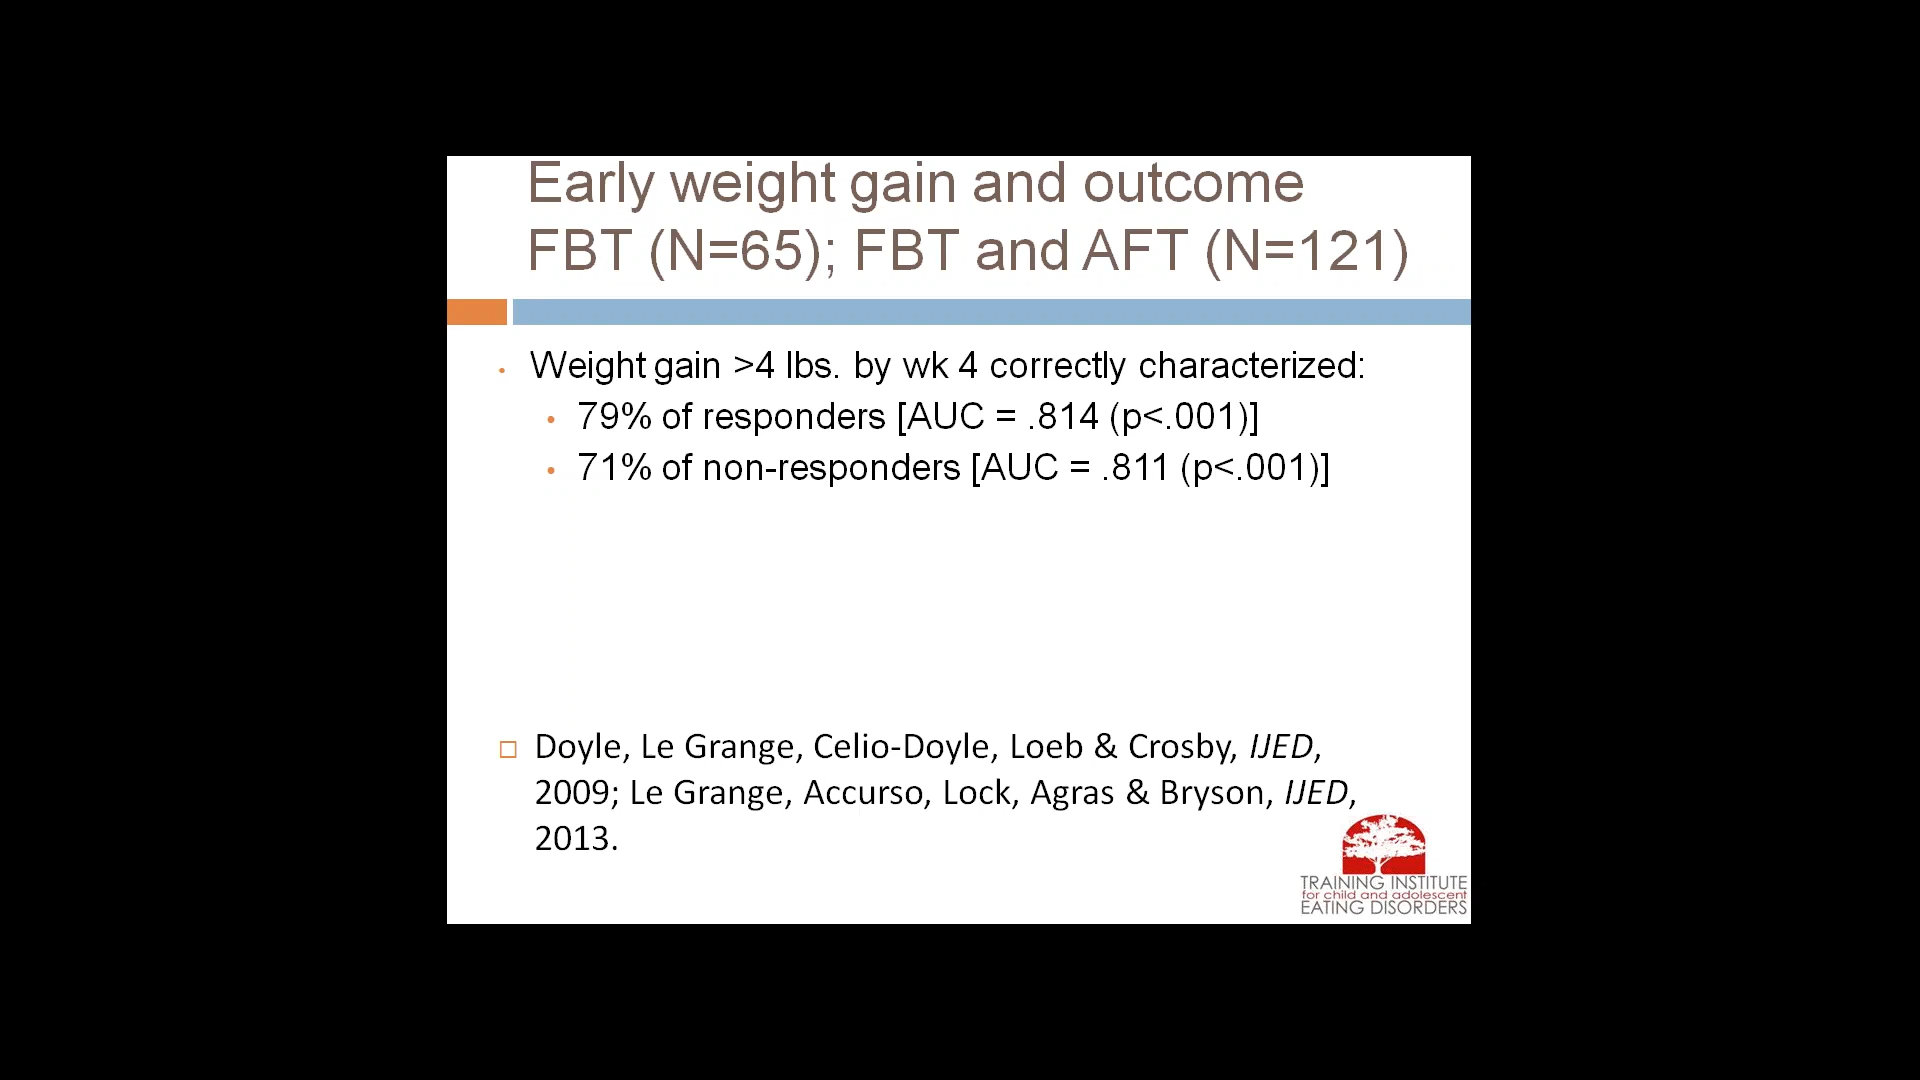 Early weight gain and outcome
FBT (N=65); FBT and AFT (N=121)
• Weight gain >4 lbs. by wk 4 correctly characterized:
• 79% of responders [AUC = .814 (p<.001)]
• 71% of non-responders [AUC = .811 (p<.001)]
Doyle, Le Grange, Celio-Doyle, Loeb & Crosby, IJED,
2009; Le Grange, Accurso, Lock, Agras & Bryson, IJED,
2013.
TRAINING INSTITUTE
for child and adolescent
EATING DISORDERS